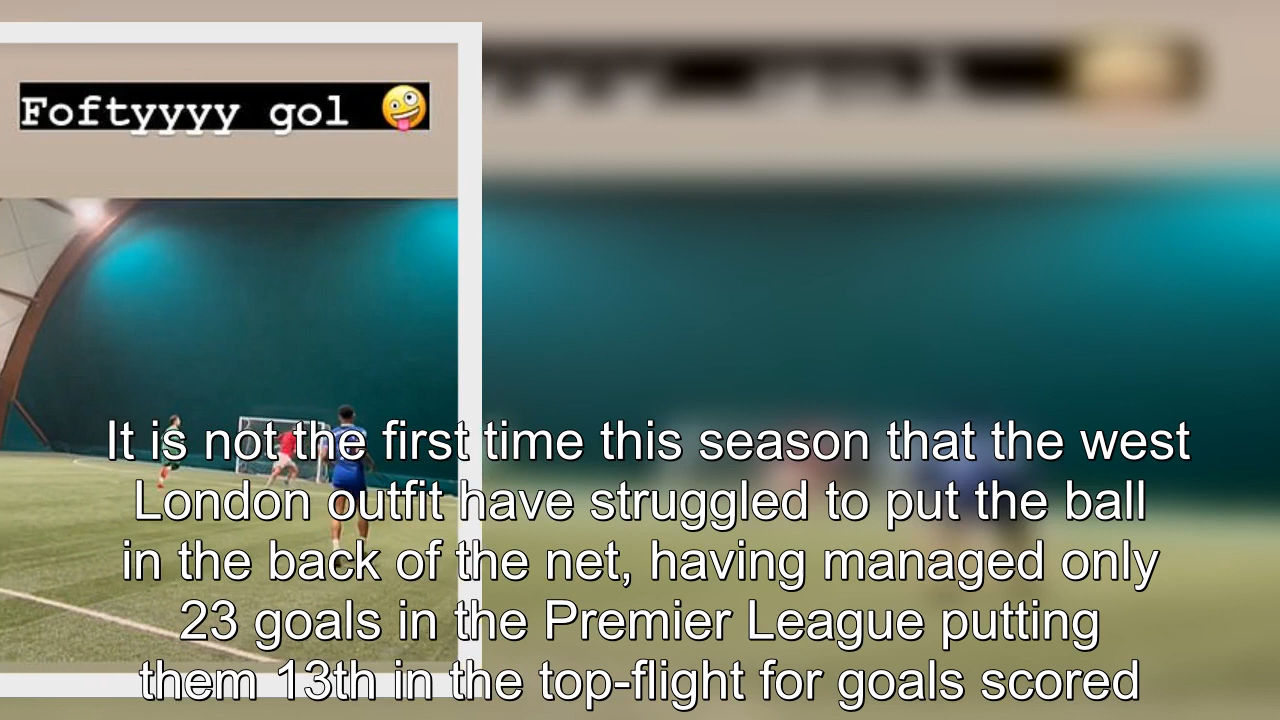 Foftyyyy gol 🤪
It is not the first time this season that the west
London outfit have struggled to put the ball
in the back of the net, having managed only
23 goals in the Premier League putting
them 13th in the top-flight for goals scored